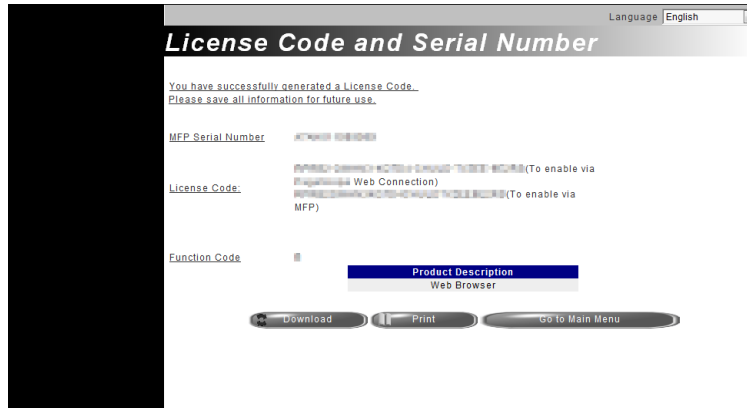 Language English
License Code and Serial Number
You have successfully generated a License Code.
Please save all information for future use.
MFP Serial Number
License Code:
(To enable via
Web Connection)
(To enable via
MFP)
Function Code
Product Description
Web Browser
Download
Print
Go to Main Menu